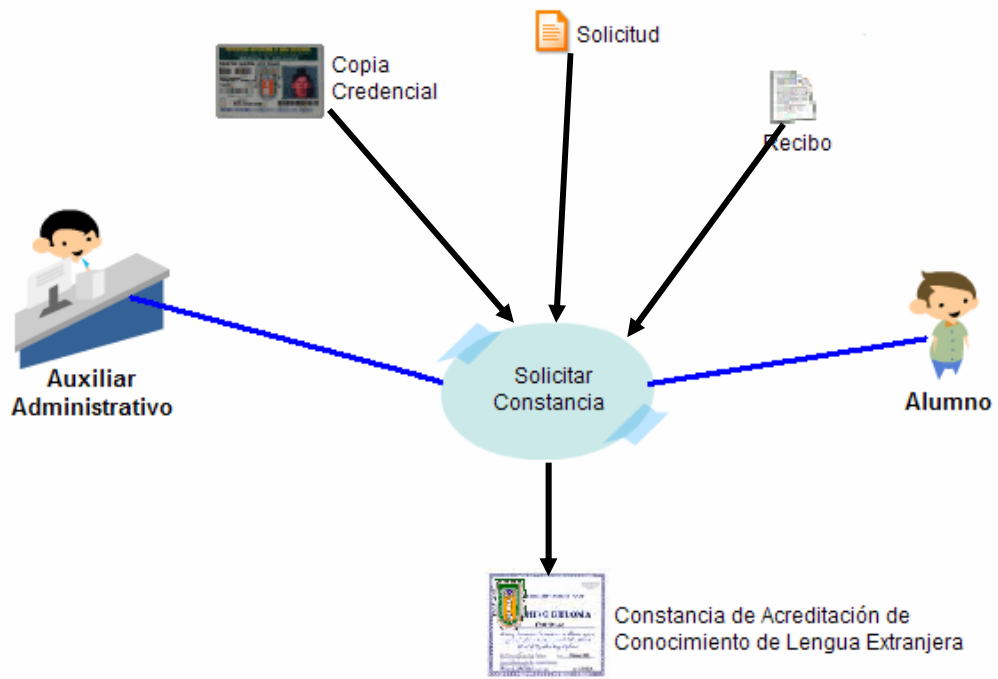 Solicitud
Copia
Credencial
Recibo
Solicitar
Constancia
Auxiliar
Administrativo
Alumno
Constancia de Acreditación de
Conocimiento de Lengua Extranjera